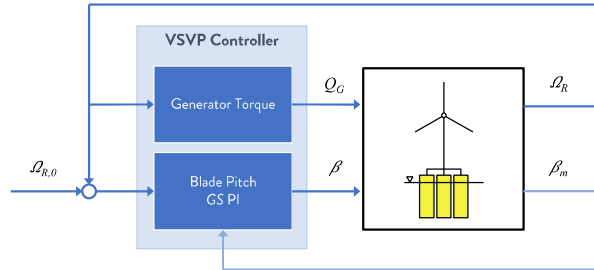 VSVP Controller
Generator Torque
Q_G
Ω_R
Ω_R,0
Blade Pitch
GS PI
β
β_m